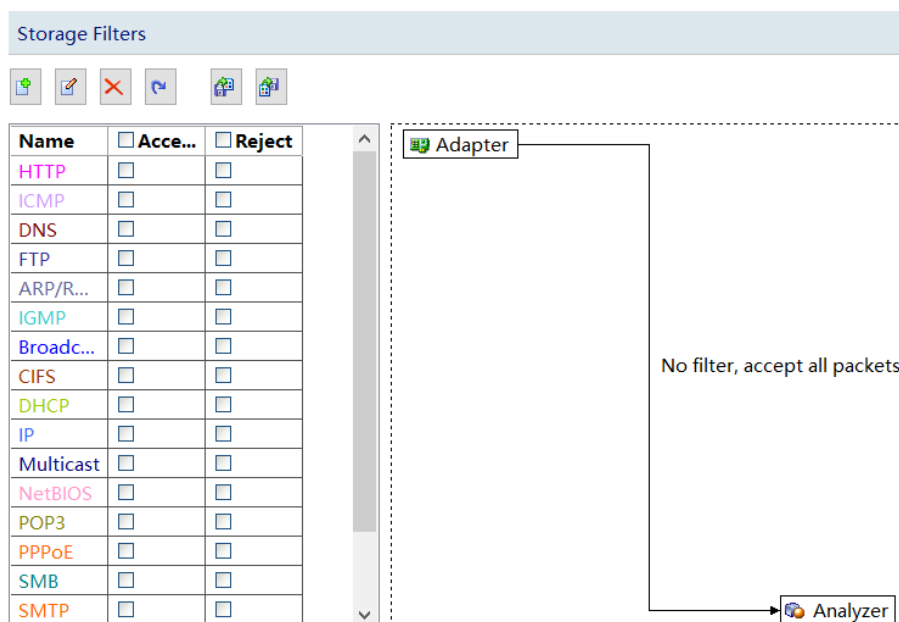 Storage Filters
Name Acce... Reject
Adapter
HTTP
ICMP
DNS
FTP
ARP/R...
IGMP
Broadc...
No filter, accept all packets
CIFS
DHCP
IP
Multicast
NetBIOS
POP3
PPPoE
SMB
SMTP
Analyzer